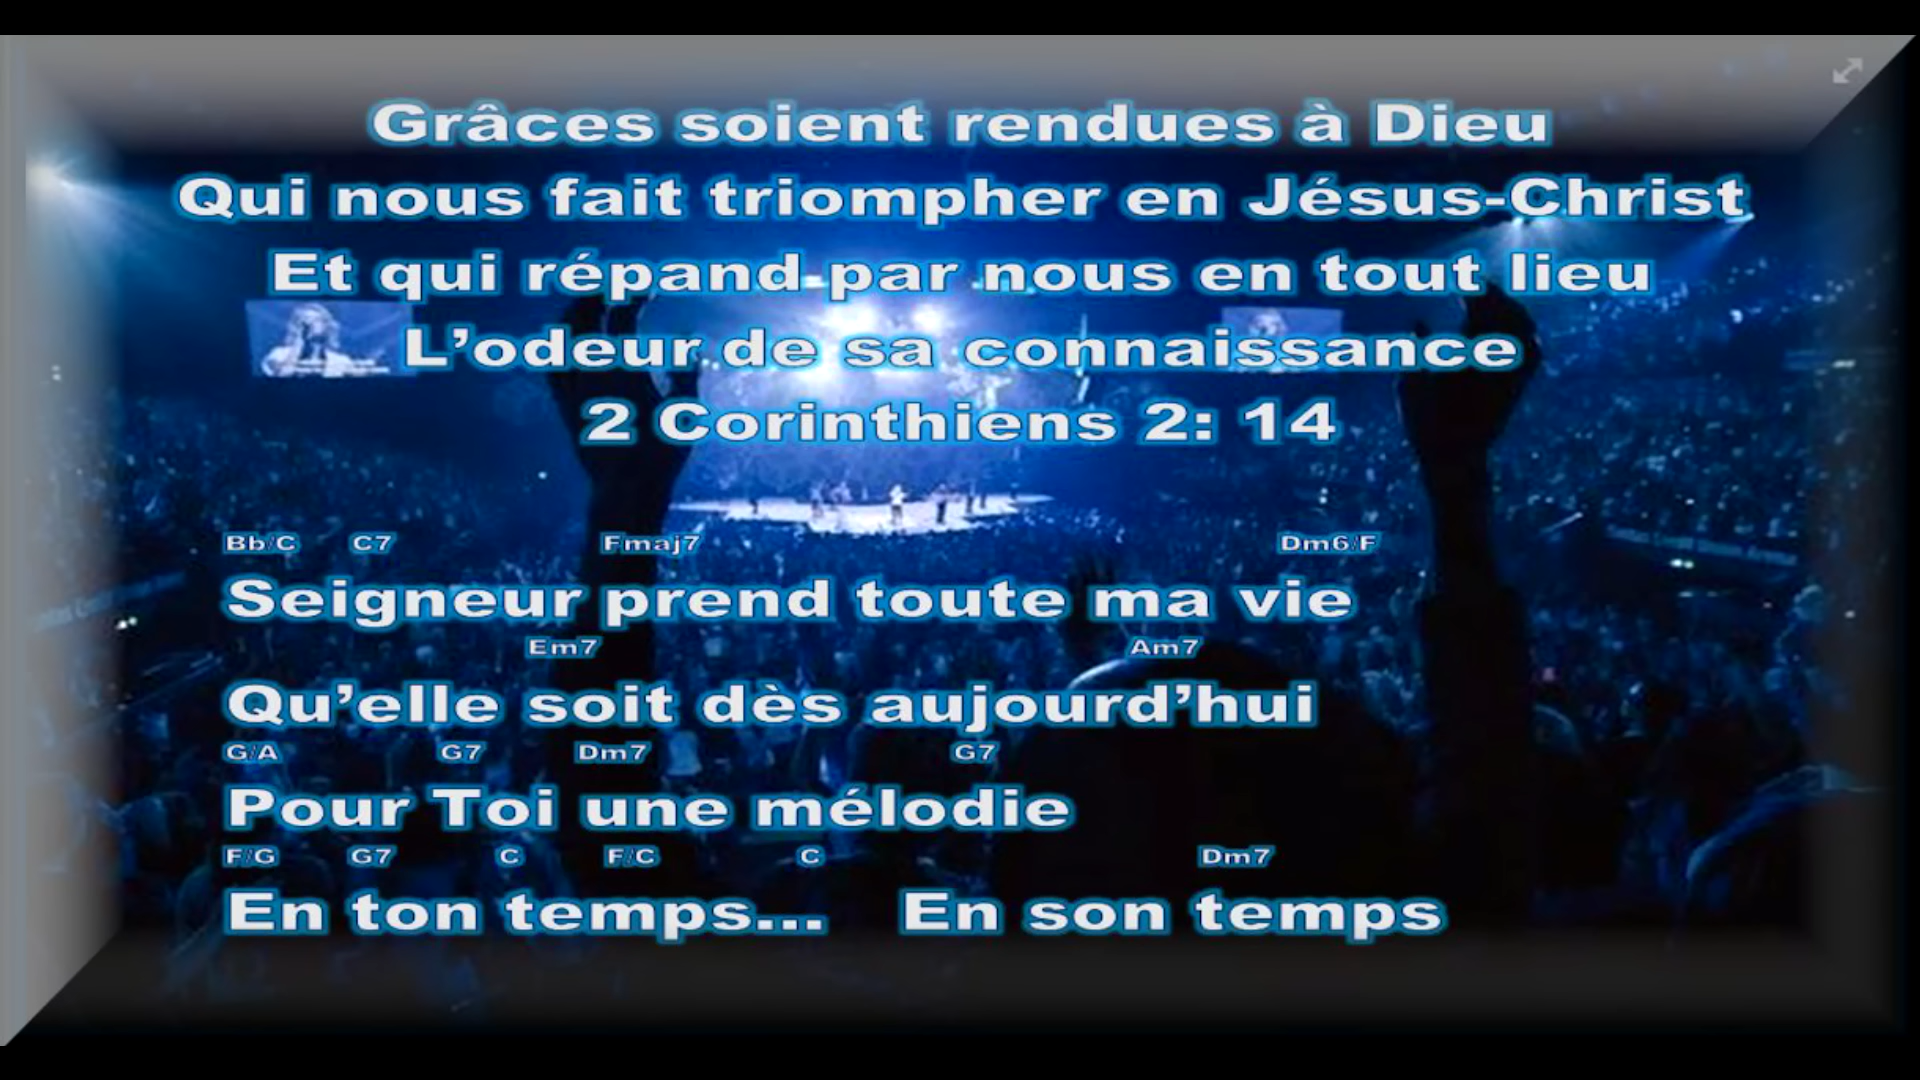 Grâces soient rendues à Dieu
Qui nous fait triompher en Jésus-Christ
Et qui répand par nous en tout lieu
L’odeur de sa connaissance
2 Corinthiens 2: 14
Bb/C C7 Fmaj7 Dm6/F
Seigneur prend toute ma vie
Em7 Am7
Qu’elle soit dès aujourd’hui
G/A G7 Dm7 G7
Pour Toi une mélodie
F/G G7 C F/C C Dm7
En ton temps... En son temps